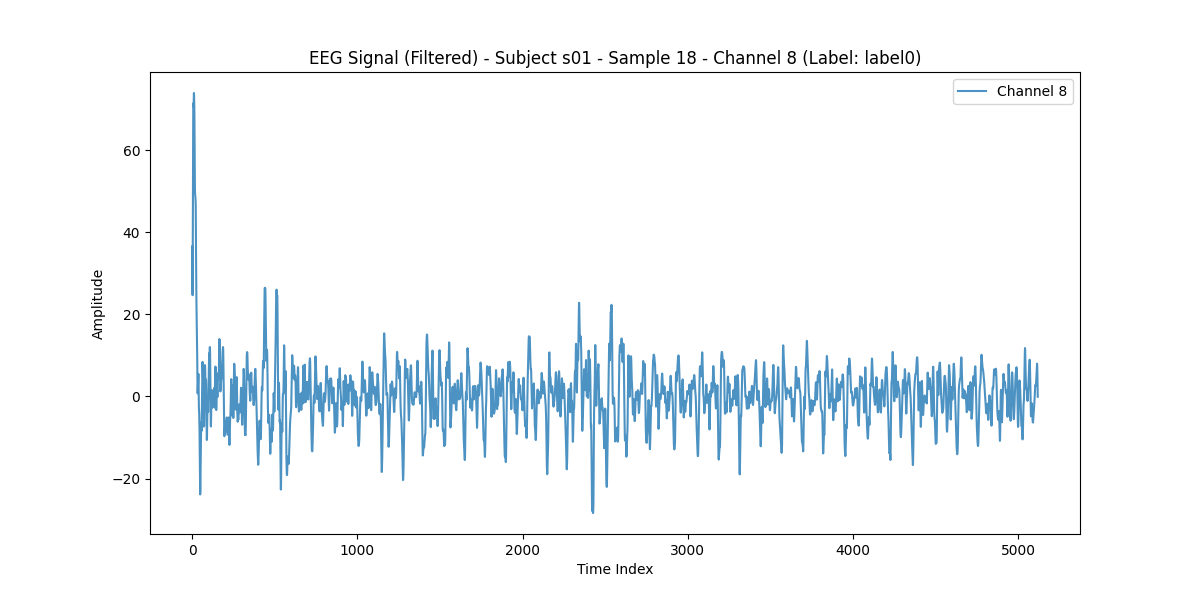 EEG Signal (Filtered) - Subject s01 - Sample 18 - Channel 8 (Label: label0)
Channel 8
60
40
20
0
−20
Amplitude
0 1000 2000 3000 4000 5000
Time Index